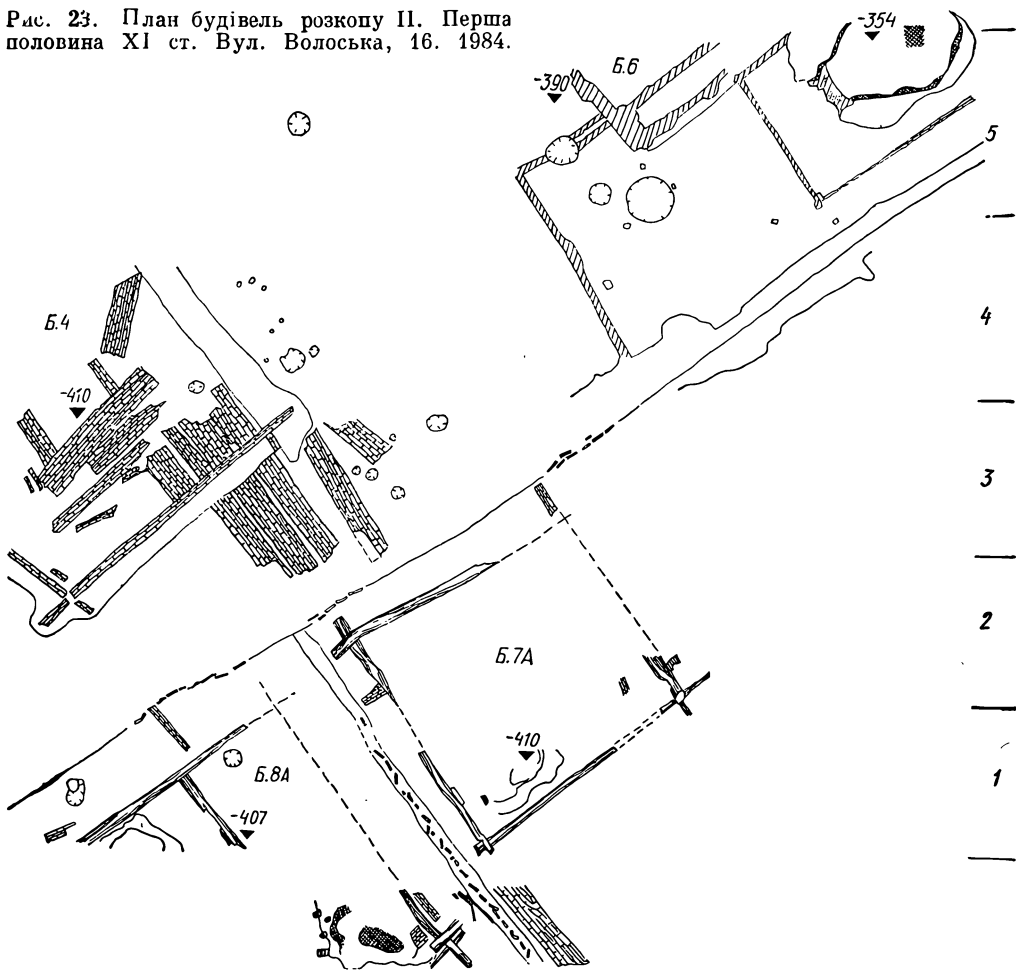 Рис. 23. План будівель розкопу II. Перша
половина XI ст. Вул. Волоська, 16. 1984.
-354
Б.6
-390
5
Б.4
4
-410
3
2
Б.7А
-410
1
Б.8А
-407